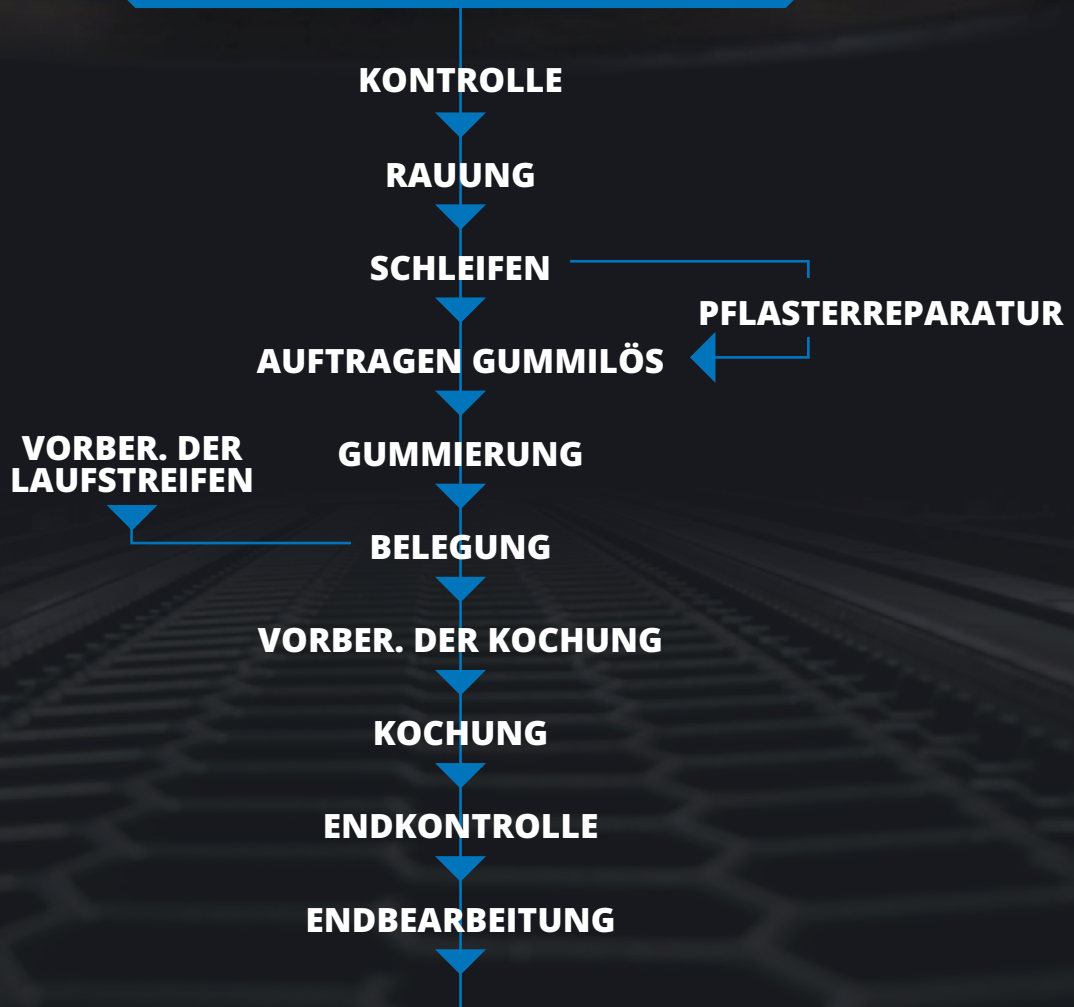 KONTROLLE
RAUUNG
SCHLEIFEN
PFLASTERREPARATUR
AUFTRAGEN GUMMILÖS
VORBER. DER
LAUFSTREIFEN
GUMMIERUNG
BELEGUNG
VORBER. DER KOCHUNG
KOCHUNG
ENDKONTROLLE
ENDBEARBEITUNG